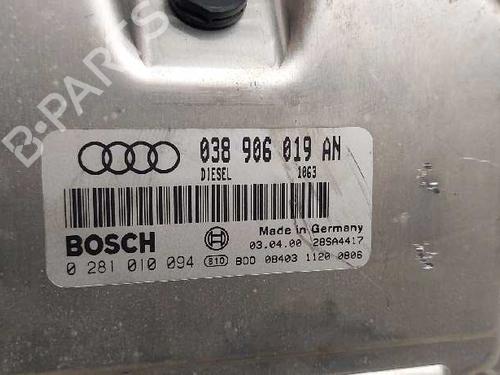 B-PARTS
038 906 019 AN
DIESEL 1063
BOSCH
Made in Germany
03.04.00 28SA4417
0 281 010 094 S10 BOD 08403 1120 0806